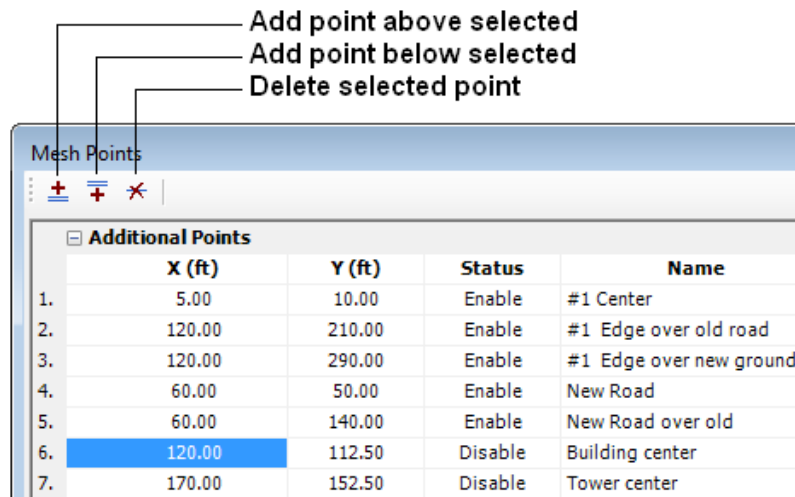 Add point above selected
Add point below selected
Delete selected point
Mesh Points
Additional Points
X (ft) Y (ft) Status Name
1. 5.00 10.00 Enable #1 Center
2. 120.00 210.00 Enable #1 Edge over old road
3. 120.00 290.00 Enable #1 Edge over new ground
4. 60.00 50.00 Enable New Road
5. 60.00 140.00 Enable New Road over old
6. 120.00 112.50 Disable Building center
7. 170.00 152.50 Disable Tower center